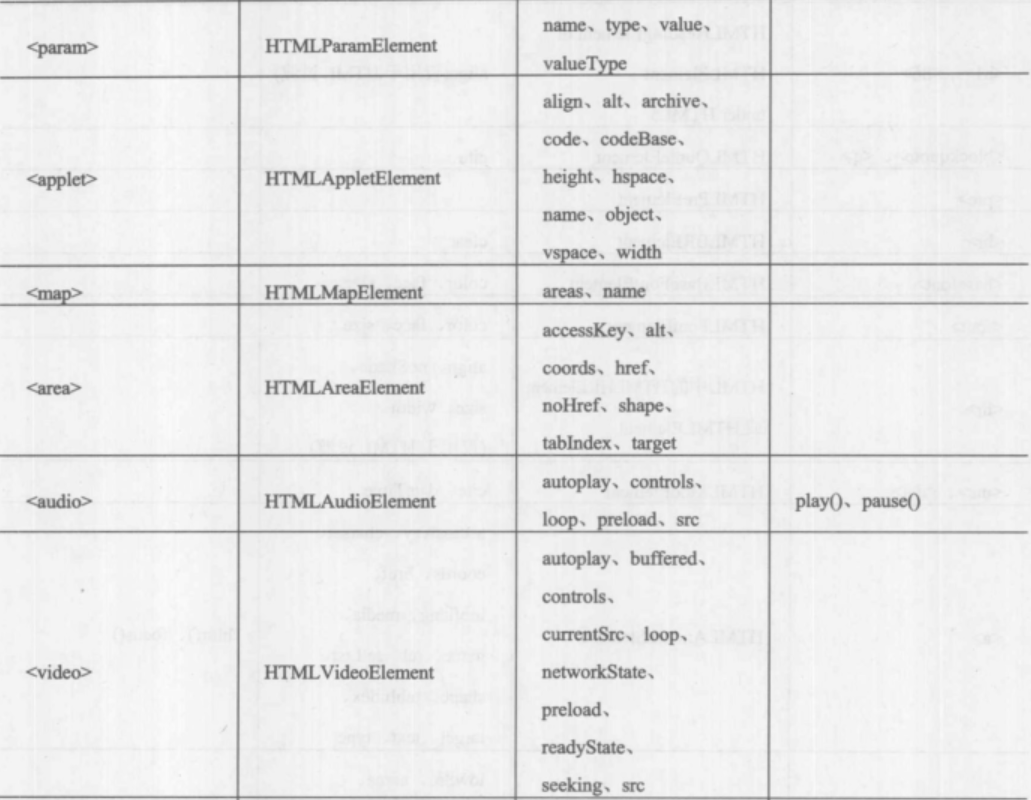 <param>
HTMLParamElement
name、type、value、
valueType
<applet>
HTMLAppletElement
align、alt、archive、
code、codeBase、
height、hspace、
name、object、
vspace、width
<map>
HTMLMapElement
areas、name
<area>
HTMLAreaElement
accessKey、alt、
coords、href、
noHref、shape、
tabIndex、target
<audio>
HTMLAudioElement
autoplay、controls、
loop、preload、src
play()、pause()
<video>
HTMLVideoElement
autoplay、buffered、
controls、
currentSrc、loop、
networkState、
preload、
readyState、
seeking、src